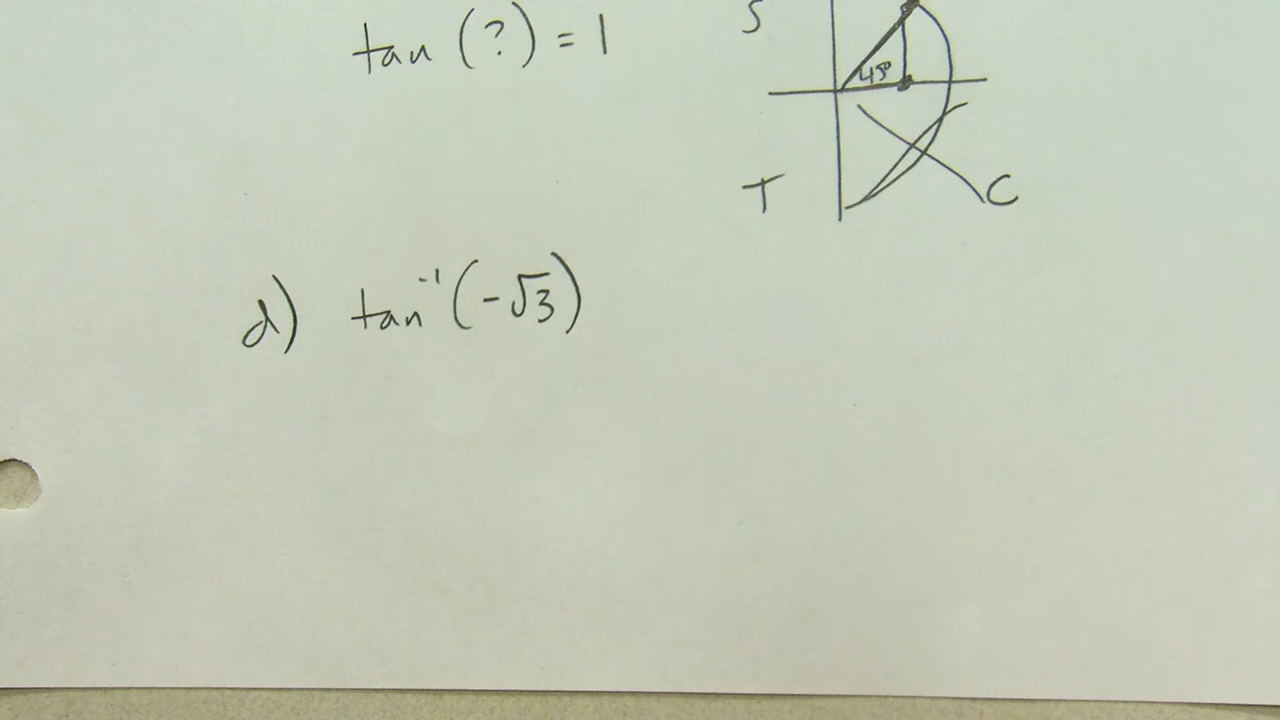 tan (?) = 1
S
45°
T
C
d) tan⁻¹(-√3)